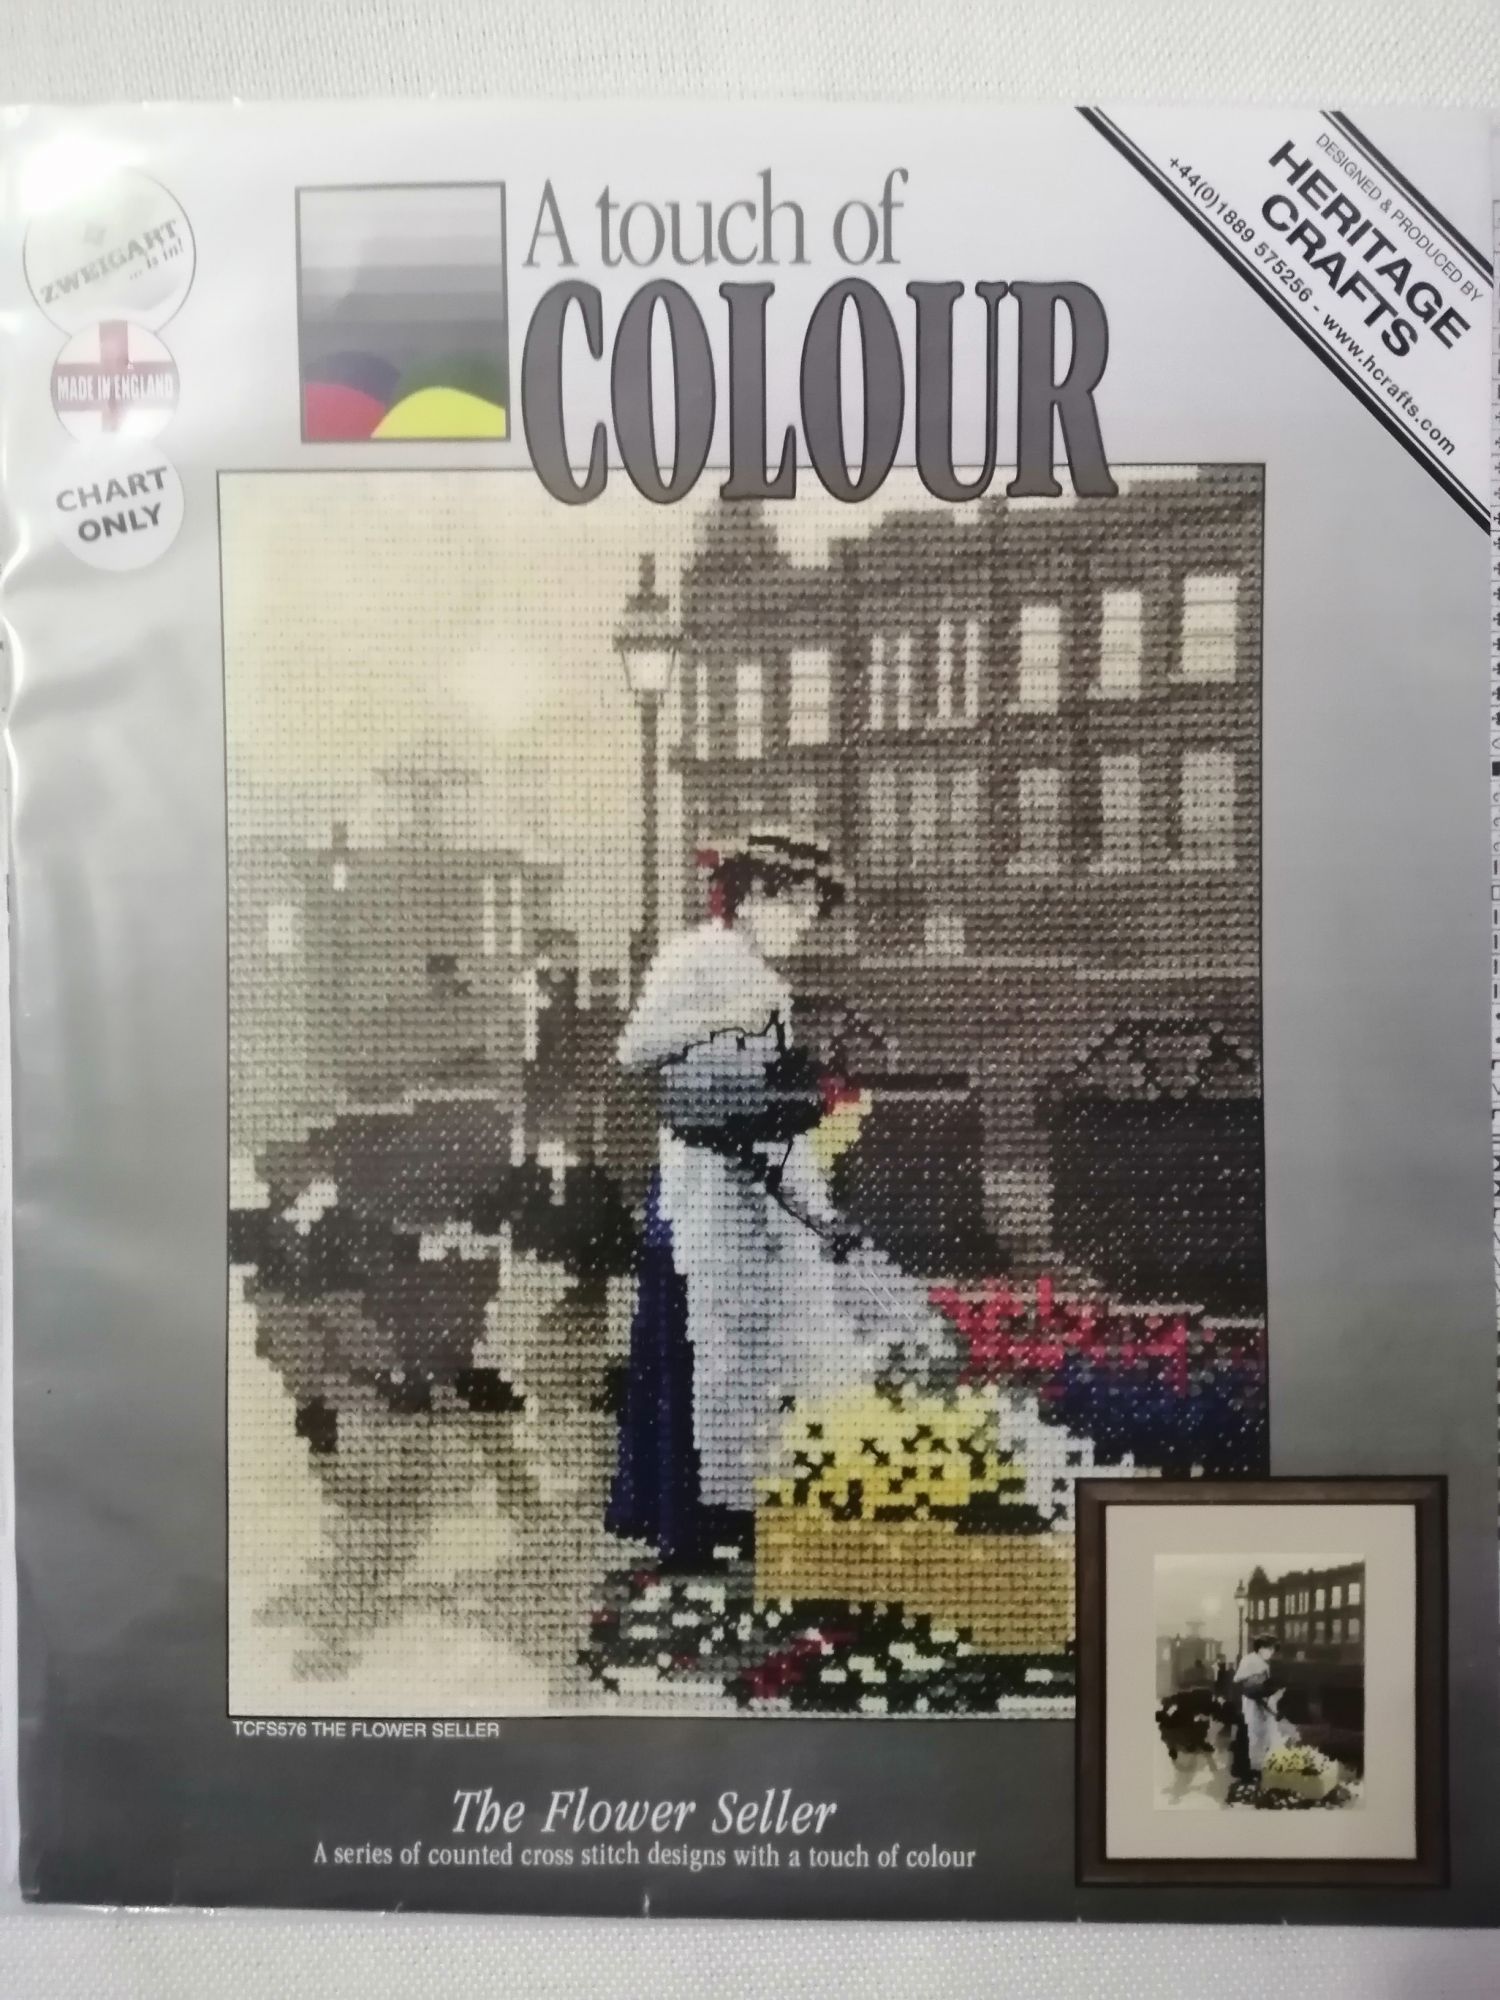 ZWEIGART
... is in!
MADE IN ENGLAND
CHART
ONLY
A touch of
COLOUR
DESIGNED & PRODUCED BY
HERITAGE
CRAFTS
+44(0)1889 575256 - www.hcrafts.com
TCFS576 THE FLOWER SELLER
The Flower Seller
A series of counted cross stitch designs with a touch of colour